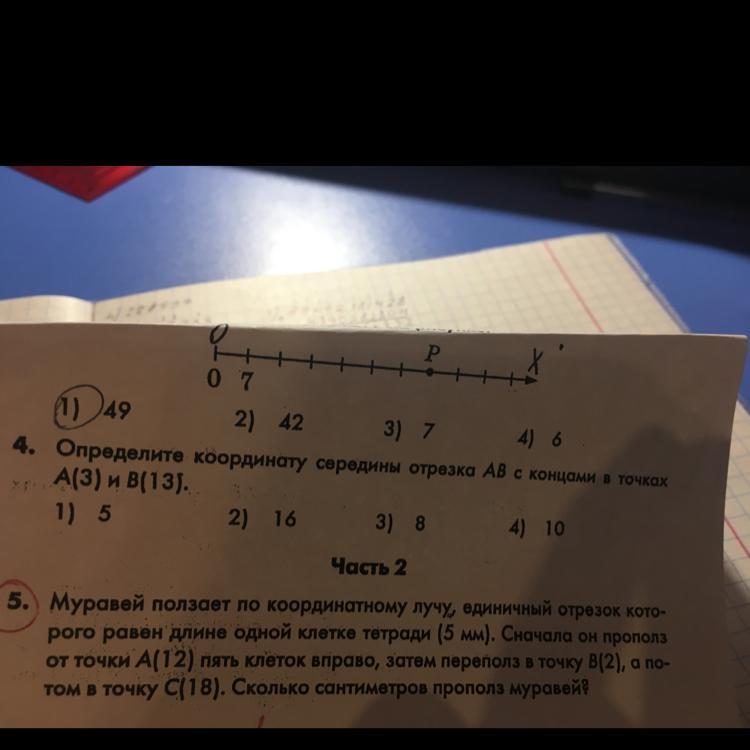 O P X
0 7
1) 49 2) 42 3) 7 4) 6
4. Определите координату середины отрезка АВ с концами в точках
А(3) и В(13).
1) 5 2) 16 3) 8 4) 10
Часть 2
5. Муравей ползает по координатному лучу, единичный отрезок кото-
рого равен длине одной клетке тетради (5 мм). Сначала он прополз
от точки А(12) пять клеток вправо, затем переполз в точку В(2), а по-
том в точку С(18). Сколько сантиметров прополз муравей?